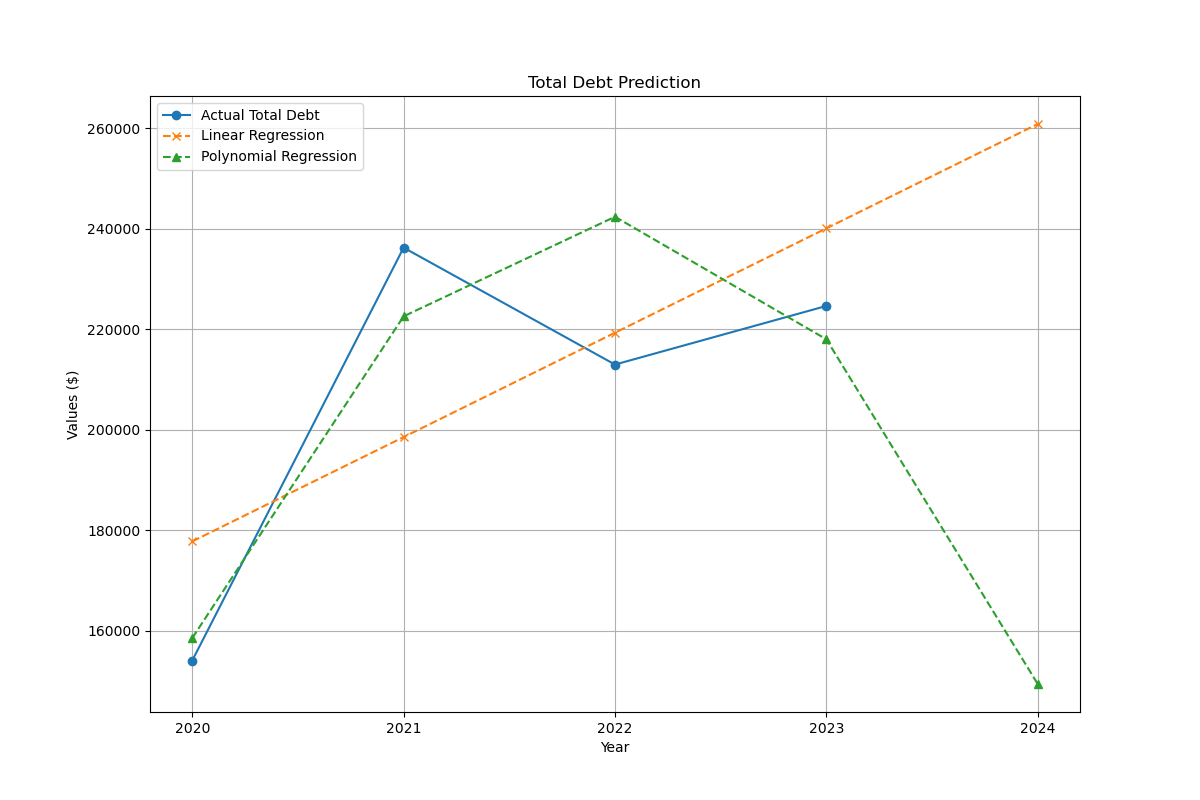 Total Debt Prediction
Actual Total Debt
Linear Regression
Polynomial Regression
260000
240000
220000
200000
180000
160000
Values ($)
2020 2021 2022 2023 2024
Year